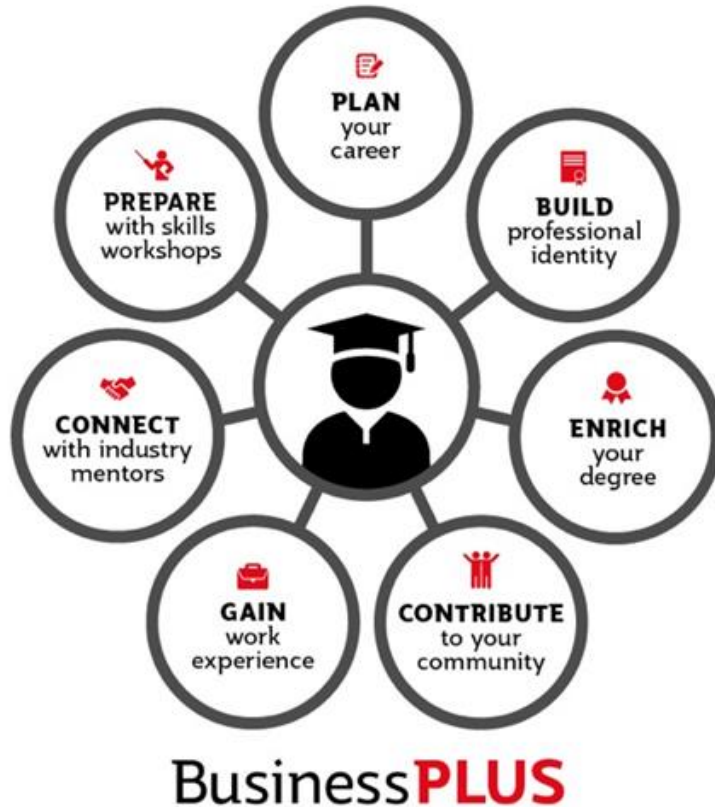 PLAN
your
career
BUILD
professional
identity
ENRICH
your
degree
CONTRIBUTE
to your
community
GAIN
work
experience
CONNECT
with industry
mentors
PREPARE
with skills
workshops
BusinessPLUS